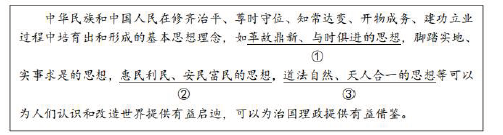 中华民族和中国人民在修齐治平、尊时守位、知常达变、开物成务、建功立业
过程中培育出和形成的基本思想理念，如革故鼎新、与时俱进的思想，脚踏实地、
①
实事求是的思想，惠民利民、安民富民的思想，道法自然、天人合一的思想等可以
② ③
为人们认识和改造世界提供有益启迪，可以为治国理政提供有益借鉴。